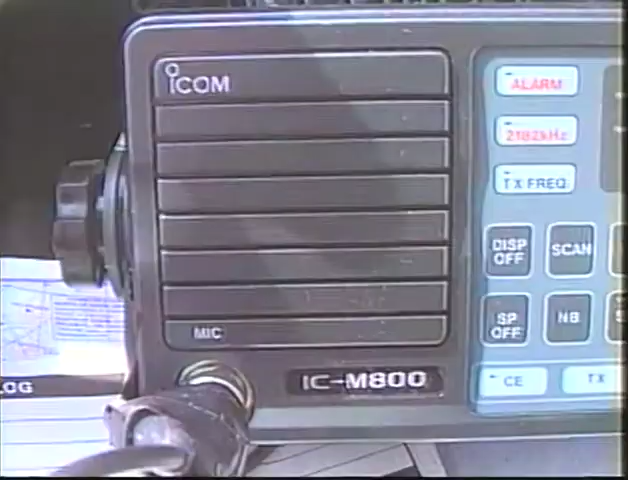 iCOM
ALARM
2182kHz
TX FREQ
DISP OFF
SCAN
SP OFF
NB
MIC
IC-M800
CE
TX
LOG